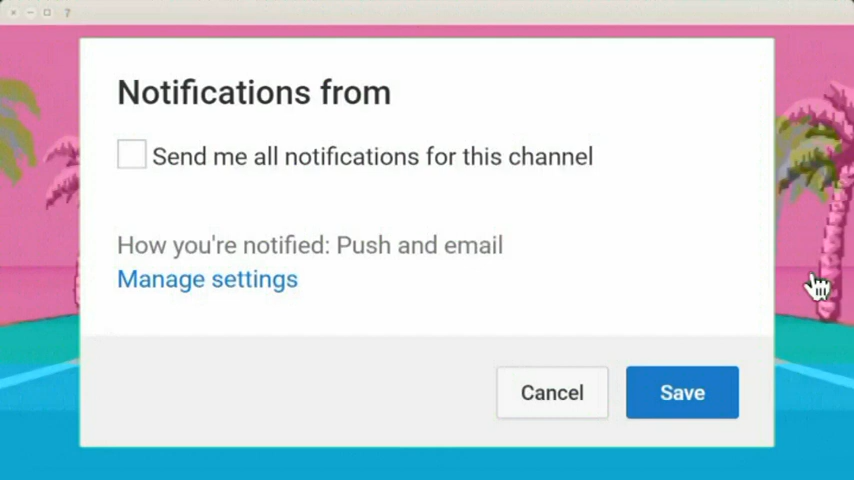 ?
Notifications from
Send me all notifications for this channel
How you're notified: Push and email
Manage settings
Cancel
Save